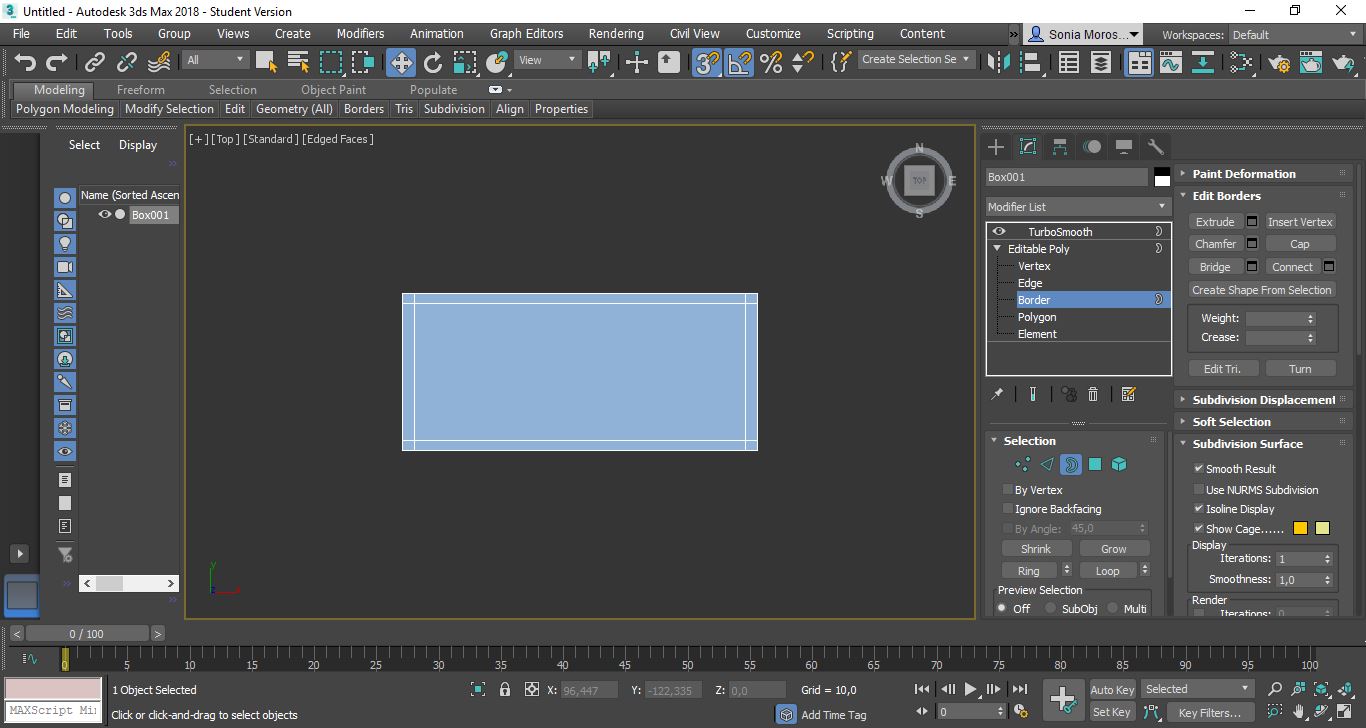 Untitled - Autodesk 3ds Max 2018 - Student Version
File Edit Tools Group Views Create Modifiers Animation Graph Editors Rendering Civil View Customize Scripting Content » Sonia Moros... Workspaces: Default
All View Create Selection Se
Modeling Freeform Selection Object Paint Populate
Polygon Modeling Modify Selection Edit Geometry (All) Borders Tris Subdivision Align Properties
Select Display
Name (Sorted Ascen
Box001
[+] [Top] [Standard] [Edged Faces]
N
W TOP E
S
y
Box001
Modifier List
TurboSmooth
Editable Poly
Vertex
Edge
Border
Polygon
Element
Selection
By Vertex
Ignore Backfacing
By Angle: 45,0
Shrink Grow
Ring Loop
Preview Selection
Off SubObj Multi
Paint Deformation
Edit Borders
Extrude Insert Vertex
Chamfer Cap
Bridge Connect
Create Shape From Selection
Weight:
Crease:
Edit Tri. Turn
Subdivision Displacement
Soft Selection
Subdivision Surface
Smooth Result
Use NURMS Subdivision
Isoline Display
Show Cage......
Display
Iterations: 1
Smoothness: 1,0
Render
Iterations: 0
< 0 / 100 >
0 5 10 15 20 25 30 35 40 45 50 55 60 65 70 75 80 85 90 95 100
MAXScript Mi
1 Object Selected
Click or click-and-drag to select objects
X: 96,447 Y: -122,335 Z: 0,0 Grid = 10,0
Add Time Tag
0
Auto Key Selected
Set Key Key Filters...